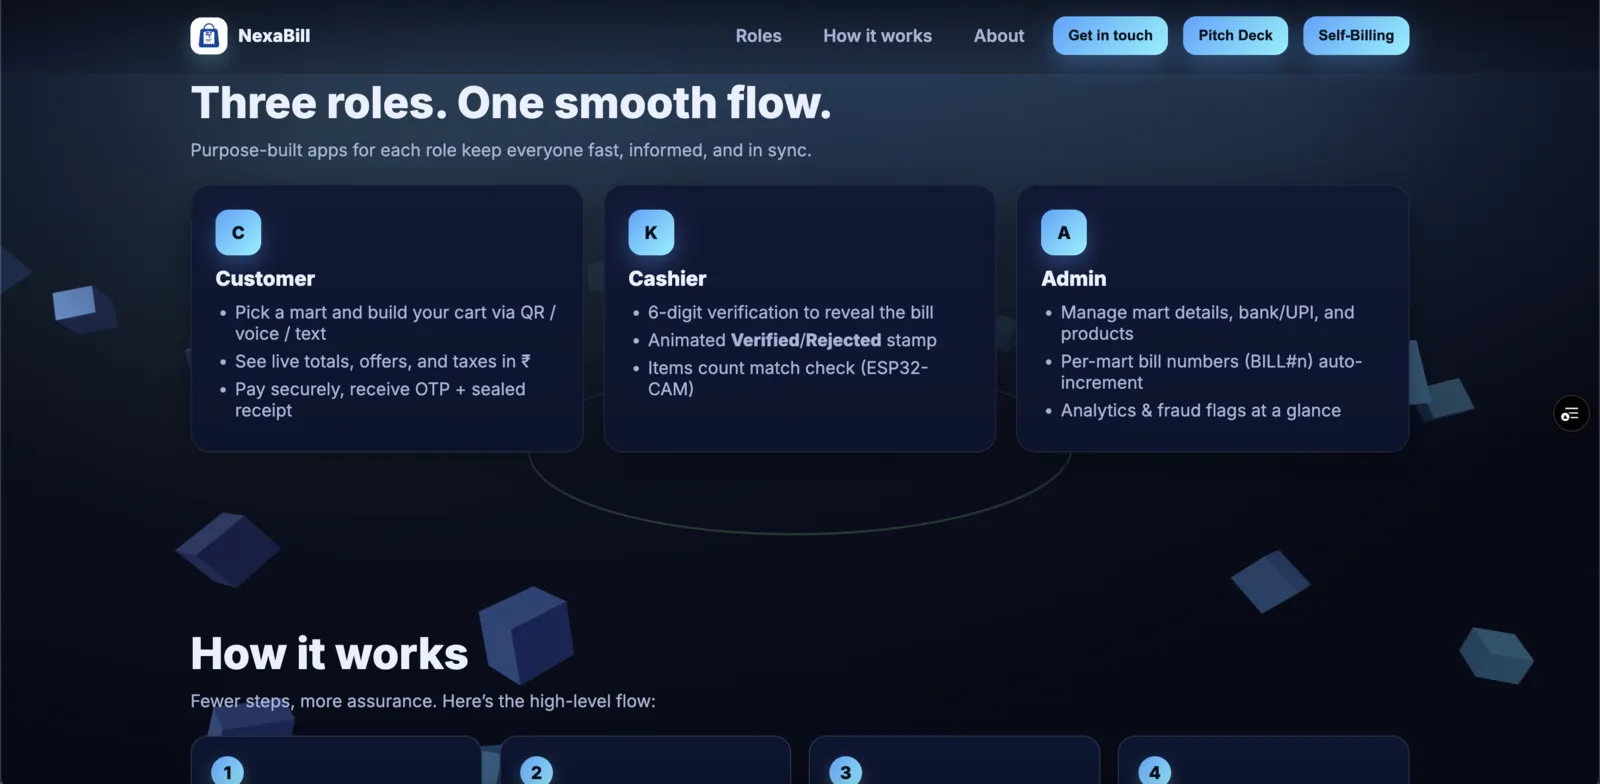 NexaBill
Roles
How it works
About
Get in touch
Pitch Deck
Self-Billing
Three roles. One smooth flow.
Purpose-built apps for each role keep everyone fast, informed, and in sync.
C
Customer
• Pick a mart and build your cart via QR /
voice / text
• See live totals, offers, and taxes in ₹
• Pay securely, receive OTP + sealed
receipt
K
Cashier
• 6-digit verification to reveal the bill
• Animated Verified/Rejected stamp
• Items count match check (ESP32-
CAM)
A
Admin
• Manage mart details, bank/UPI, and
products
• Per-mart bill numbers (BILL#n) auto-
increment
• Analytics & fraud flags at a glance
How it works
Fewer steps, more assurance. Here’s the high-level flow:
1
2
3
4